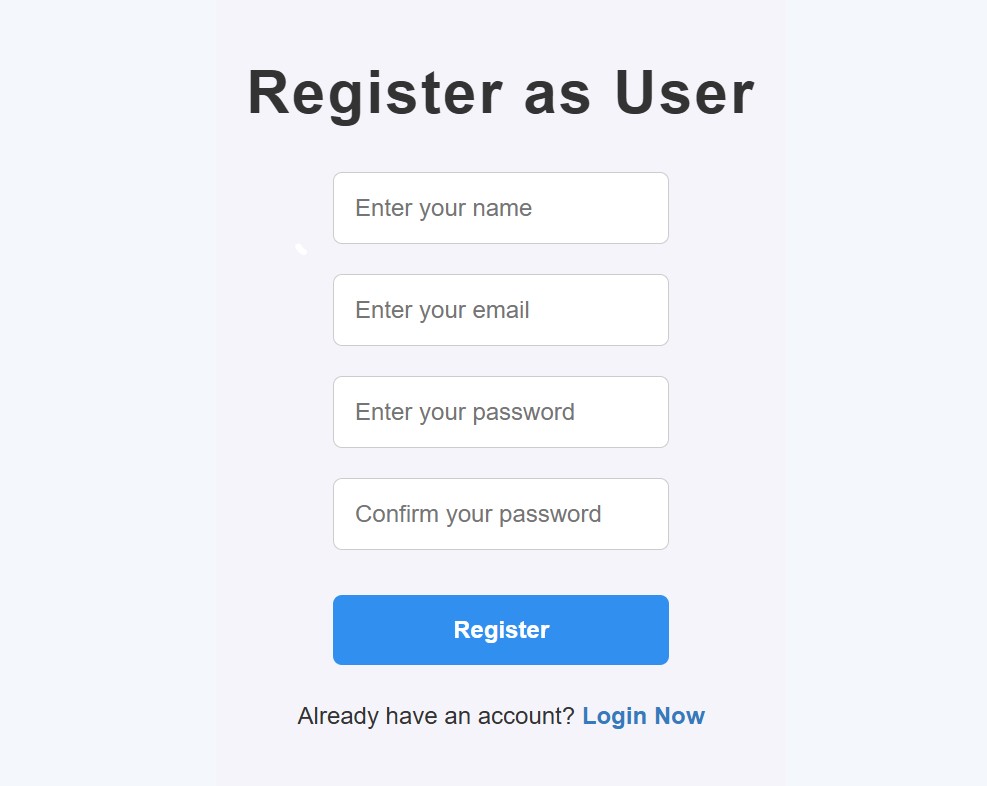 Register as User
Enter your name
Enter your email
Enter your password
Confirm your password
Register
Already have an account? Login Now